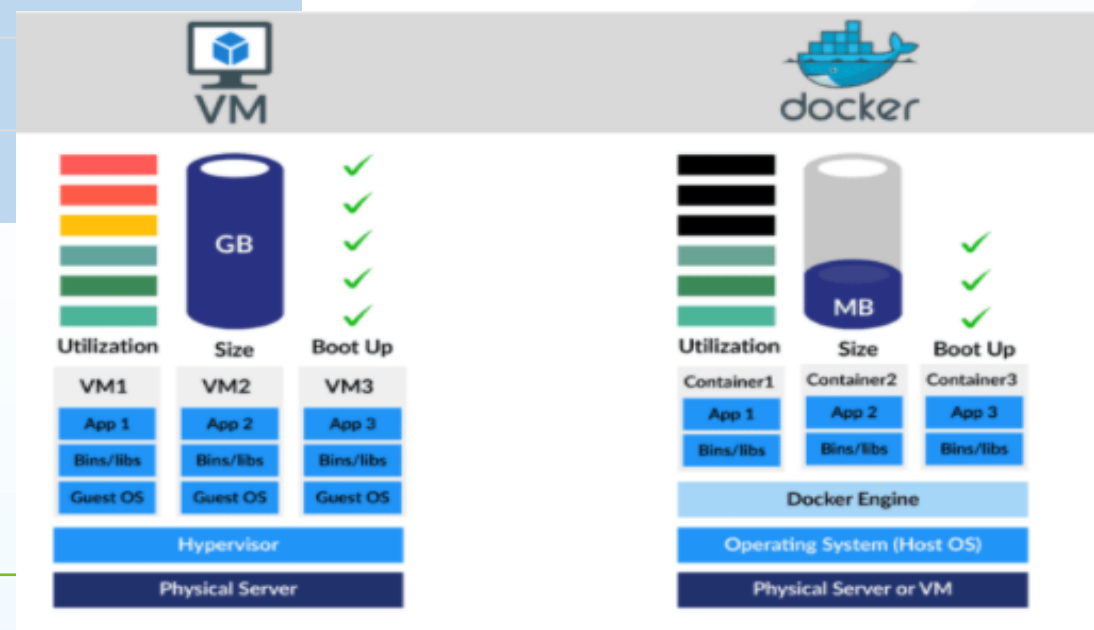 VM
docker
GB
MB
Utilization Size Boot Up
Utilization Size Boot Up
VM1 VM2 VM3
Container1 Container2 Container3
App 1 App 2 App 3
App 1 App 2 App 3
Bins/libs Bins/libs Bins/libs
Bins/libs Bins/libs Bins/libs
Guest OS Guest OS Guest OS
Docker Engine
Hypervisor
Operating System (Host OS)
Physical Server
Physical Server or VM